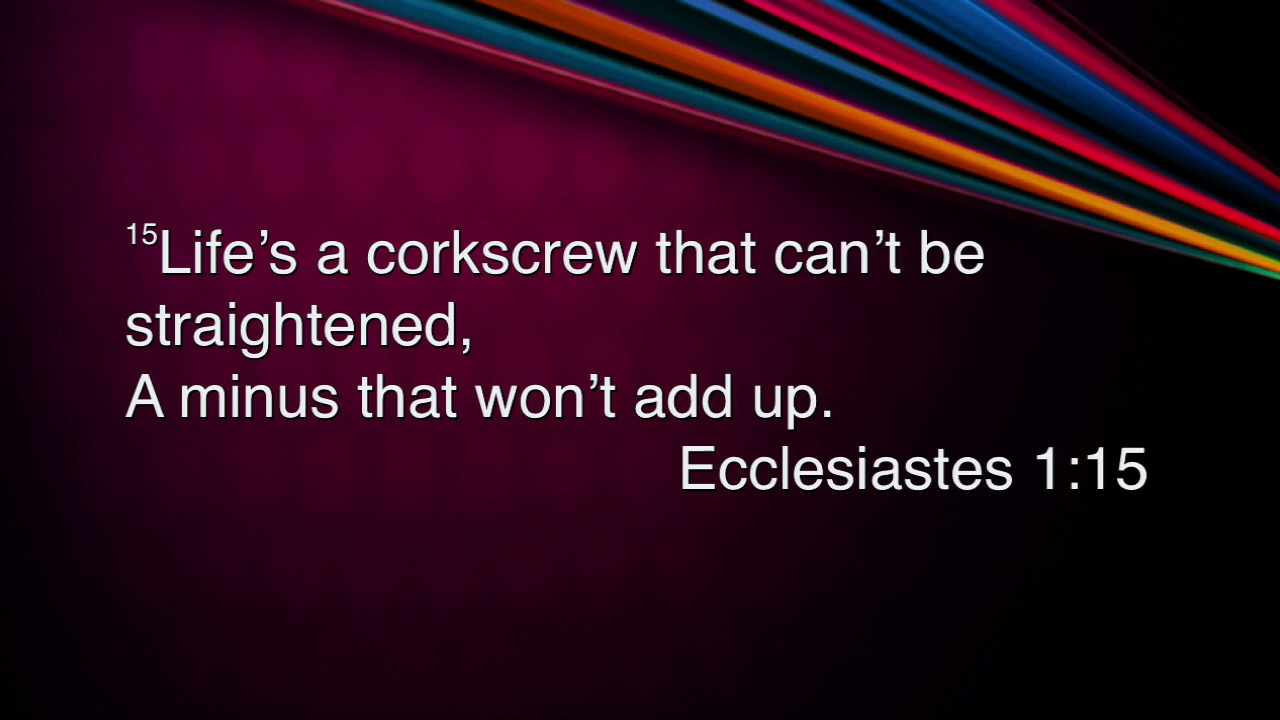 15Life’s a corkscrew that can’t be
straightened,
A minus that won’t add up.
Ecclesiastes 1:15